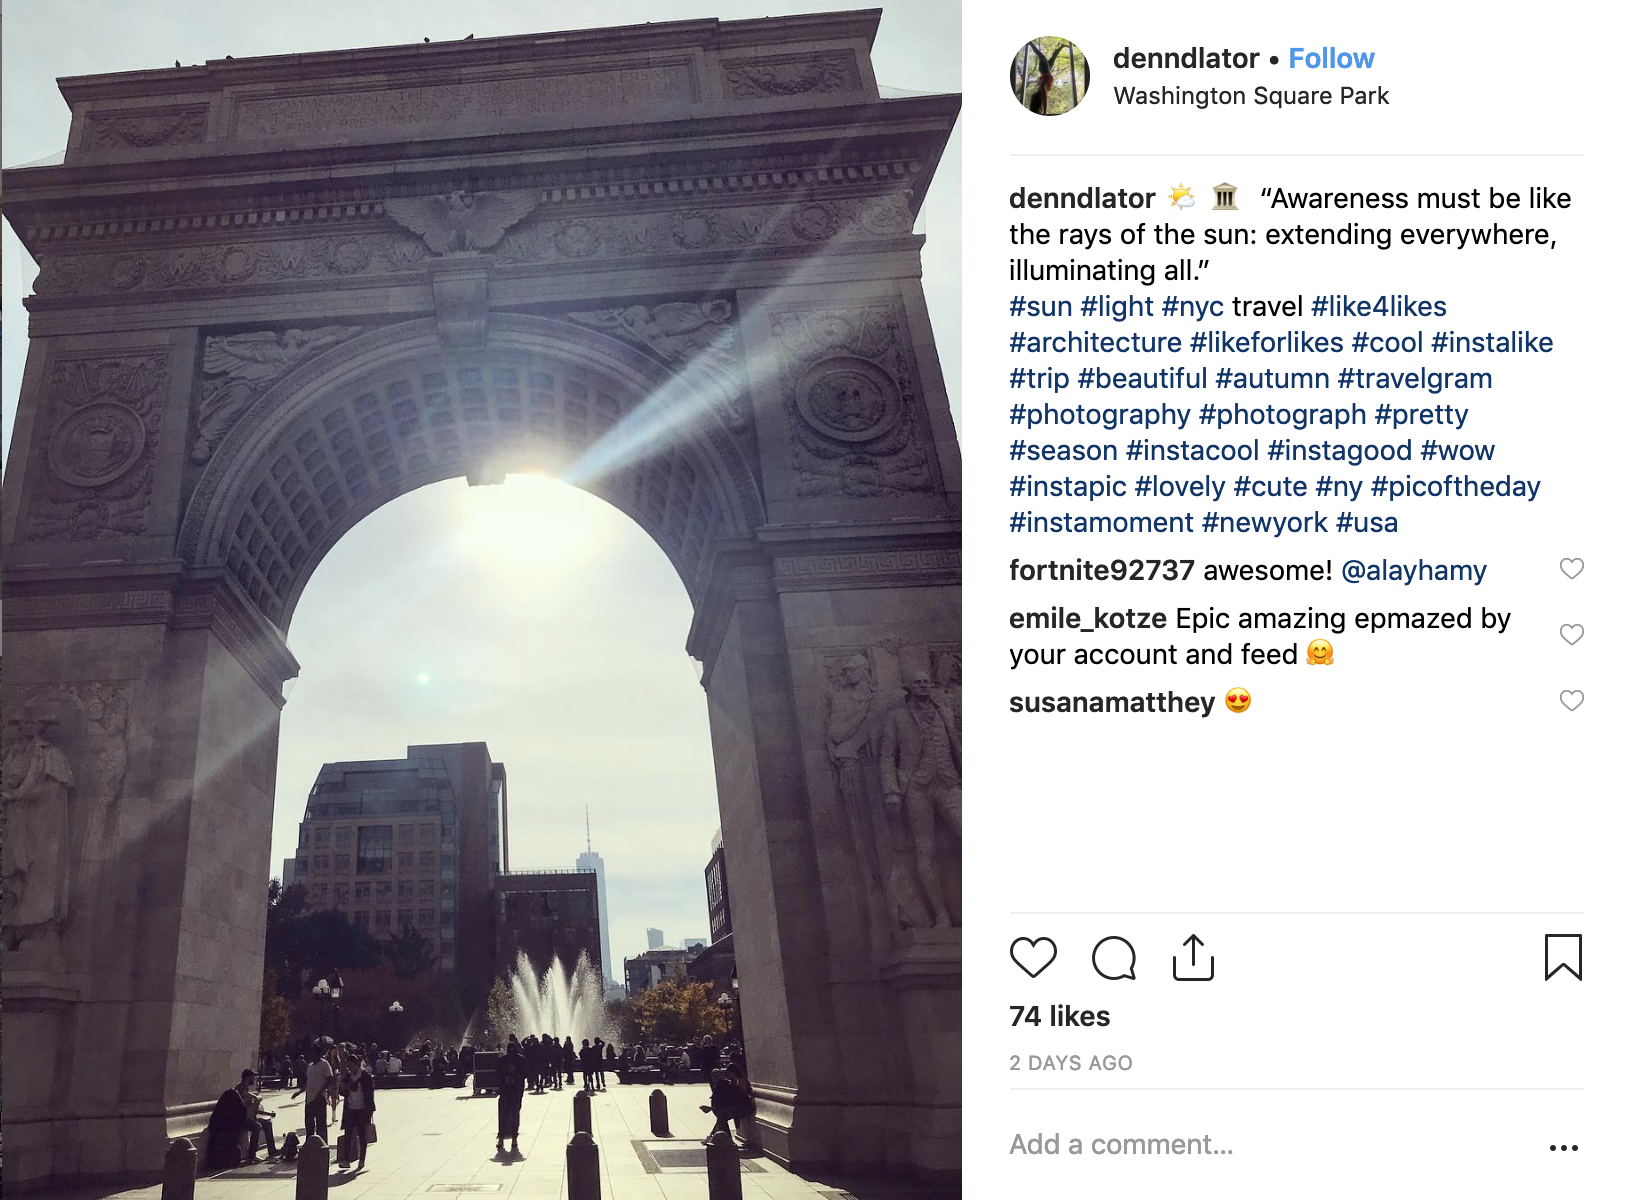 denndlator • Follow
Washington Square Park
denndlator 🌤 🏛 “Awareness must be like
the rays of the sun: extending everywhere,
illuminating all.”
#sun #light #nyc travel #like4likes
#architecture #likeforlikes #cool #instalike
#trip #beautiful #autumn #travelgram
#photography #photograph #pretty
#season #instacool #instagood #wow
#instapic #lovely #cute #ny #picoftheday
#instamoment #newyork #usa
fortnite92737 awesome! @alayhamy
emile_kotze Epic amazing epmazed by
your account and feed 🤗
susanamatthey 😍
74 likes
2 DAYS AGO
Add a comment...